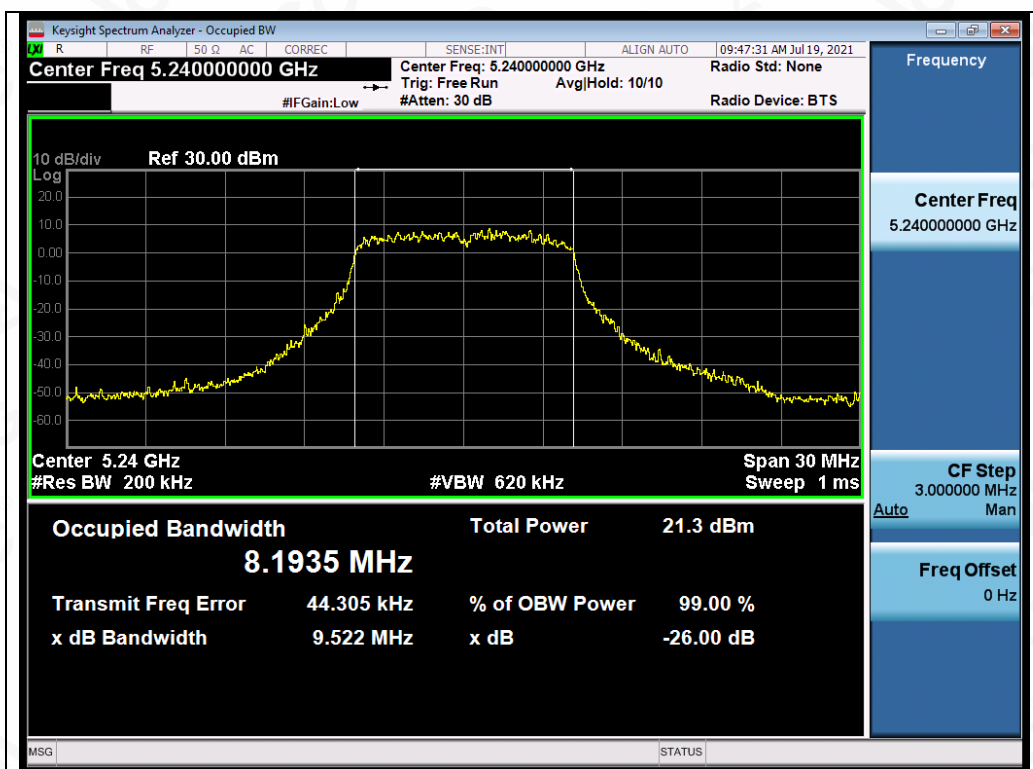 Keysight Spectrum Analyzer - Occupied BW
LXI R RF 50 Ω AC CORREC SENSE:INT ALIGN AUTO 09:47:31 AM Jul 19, 2021
Center Freq 5.240000000 GHz Center Freq: 5.240000000 GHz Radio Std: None
Trig: Free Run Avg|Hold: 10/10
#IFGain:Low #Atten: 30 dB Radio Device: BTS
10 dB/div Ref 30.00 dBm
Log
20.0
10.0
0.00
-10.0
-20.0
-30.0
-40.0
-50.0
-60.0
Center 5.24 GHz Span 30 MHz
#Res BW 200 kHz #VBW 620 kHz Sweep 1 ms
Occupied Bandwidth Total Power 21.3 dBm
8.1935 MHz
Transmit Freq Error 44.305 kHz % of OBW Power 99.00 %
x dB Bandwidth 9.522 MHz x dB -26.00 dB
Frequency
Center Freq
5.240000000 GHz
CF Step
3.000000 MHz
Auto Man
Freq Offset
0 Hz
MSG STATUS